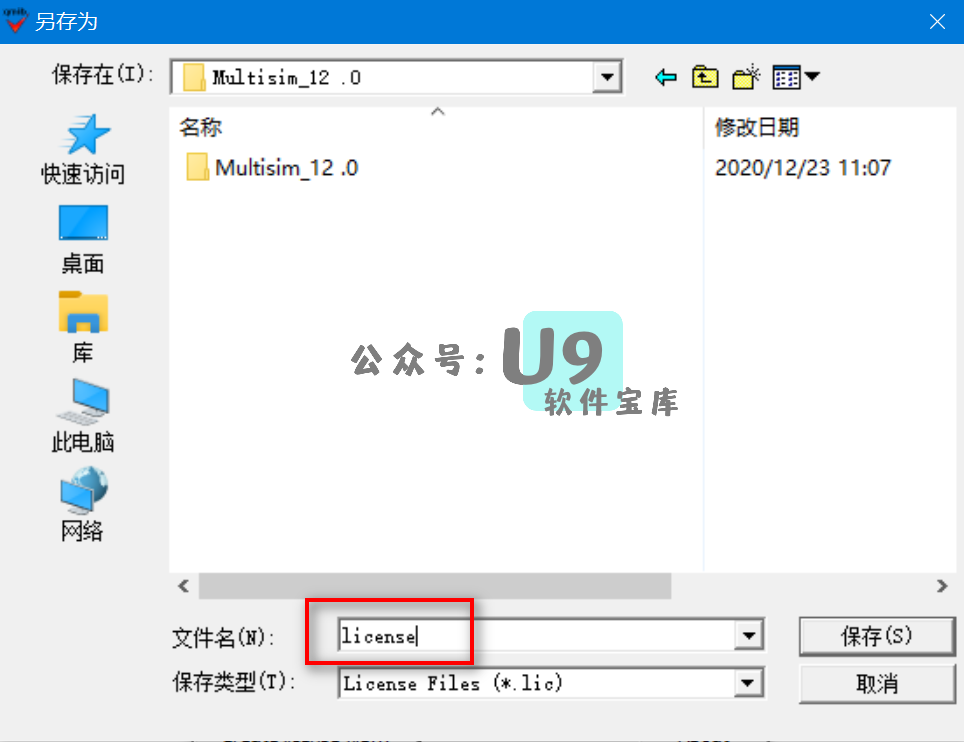 另存为
保存在(I):
Multisim_12 .0
名称
修改日期
Multisim_12 .0
2020/12/23 11:07
快速访问
桌面
库
此电脑
网络
公众号:U9
软件宝库
文件名(N):
license
保存(S)
保存类型(T):
License Files (*.lic)
取消